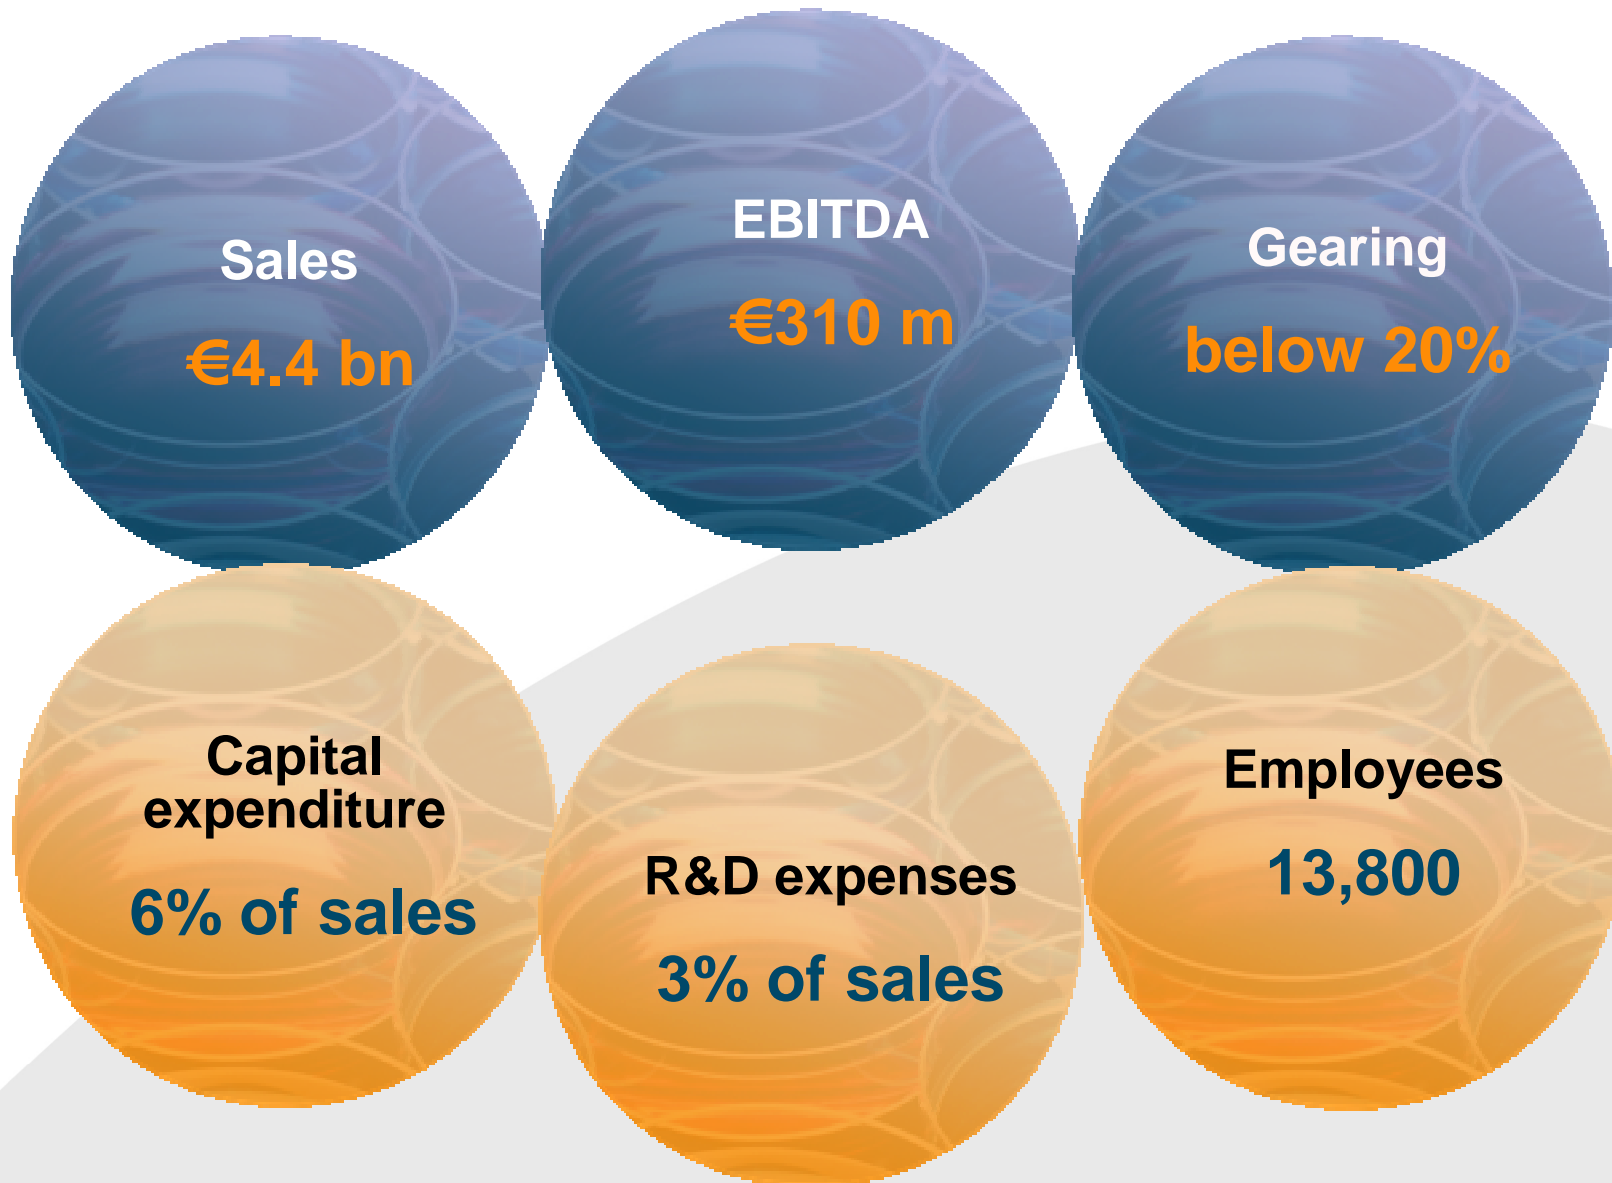 Sales
€4.4 bn
EBITDA
€310 m
Gearing
below 20%
Capital
expenditure
6% of sales
R&D expenses
3% of sales
Employees
13,800